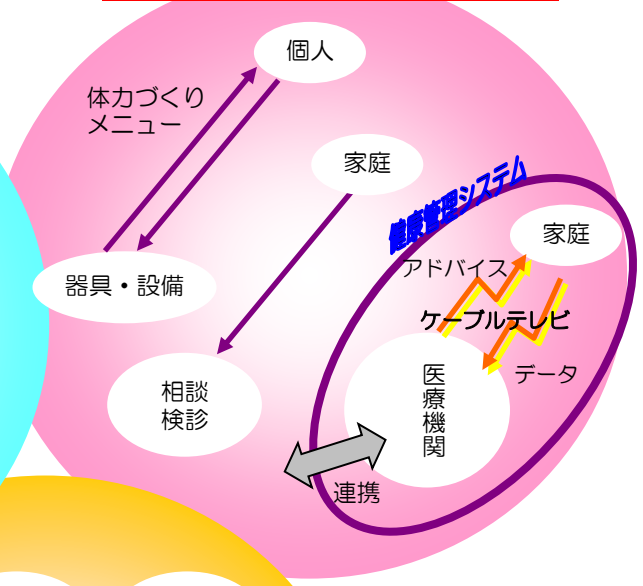 個人
体力づくり
メニュー
家庭
健康管理システム
家庭
アドバイス
器具・設備
ケーブルテレビ
データ
相談
検診
医療機関
連携